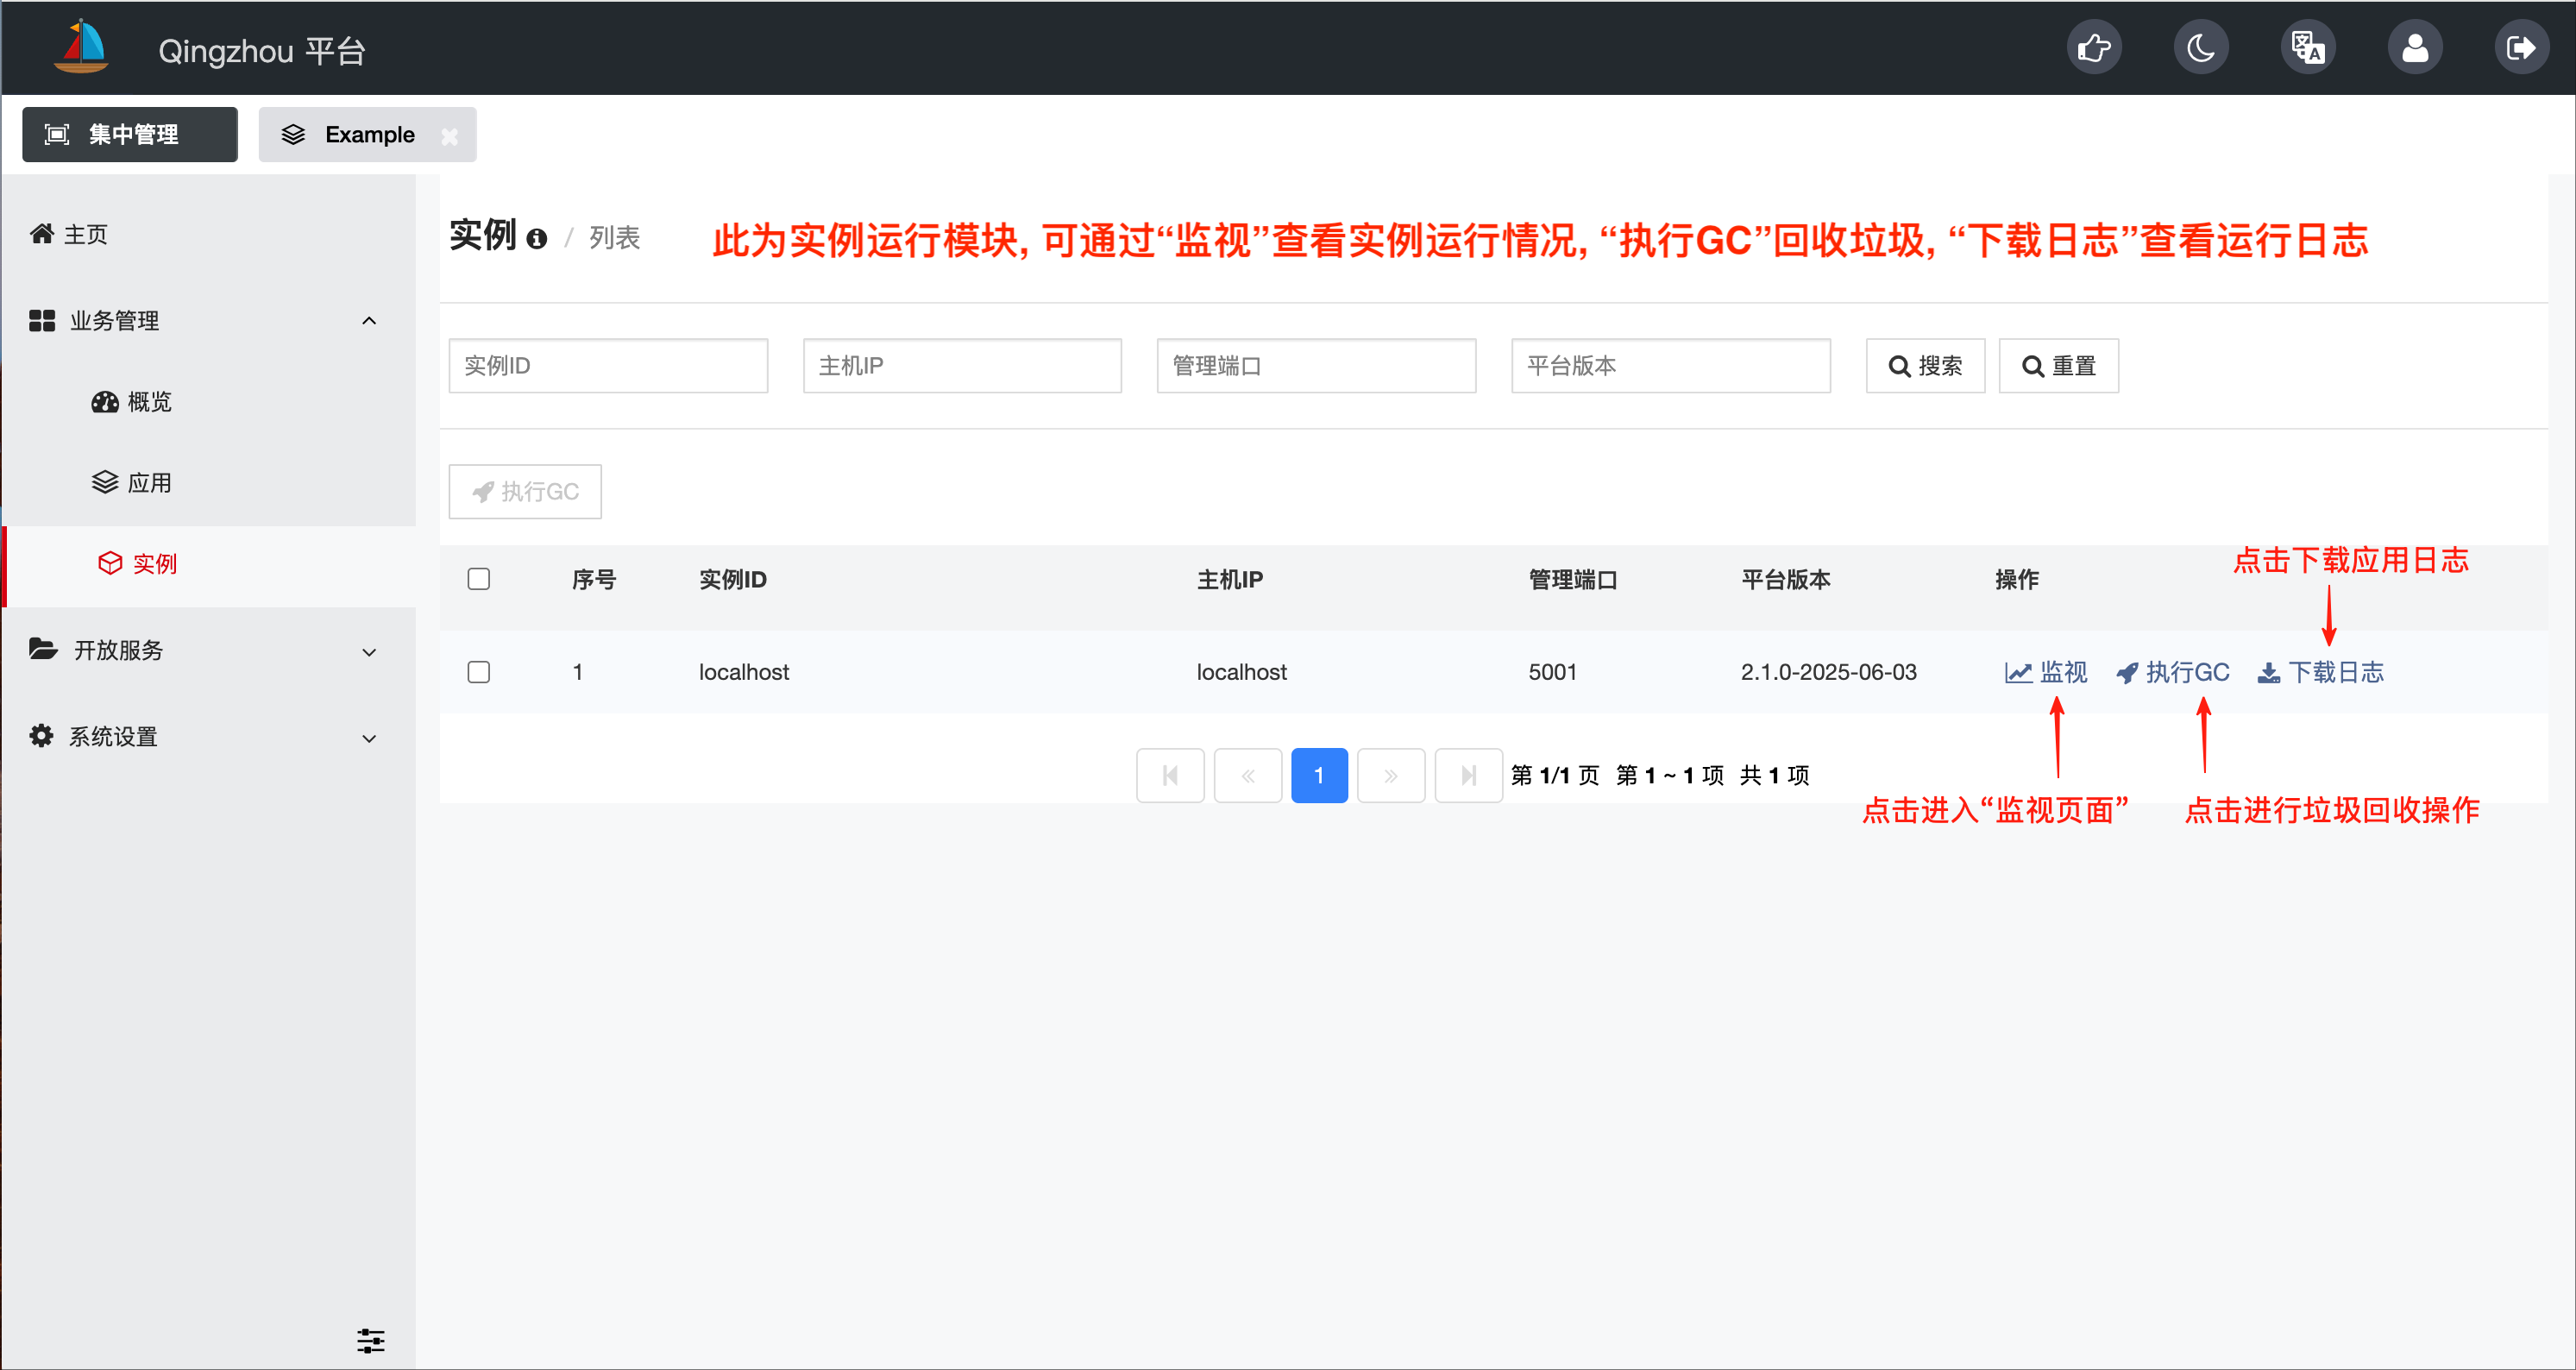 Qingzhou 平台
集中管理
Example
主页
业务管理
概览
应用
实例
开放服务
系统设置
实例 / 列表
此为实例运行模块, 可通过“监视”查看实例运行情况, “执行GC”回收垃圾, “下载日志”查看运行日志
实例ID 主机IP 管理端口 平台版本 搜索 重置
执行GC
点击下载应用日志
序号 实例ID 主机IP 管理端口 平台版本 操作
1 localhost localhost 5001 2.1.0-2025-06-03 监视 执行GC 下载日志
1 第 1/1 页 第 1 ~ 1 项 共 1 项
点击进入“监视页面” 点击进行垃圾回收操作